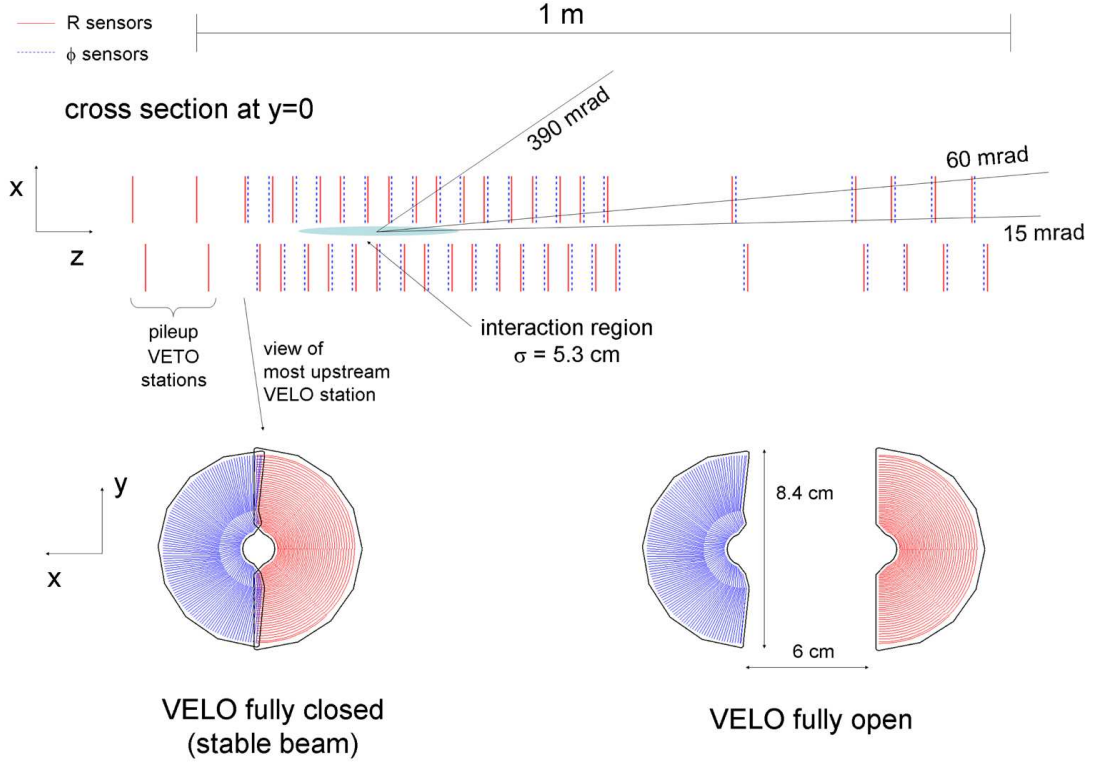 R sensors
1 m
ϕ sensors
cross section at y=0
390 mrad
60 mrad
x
15 mrad
z
interaction region
σ = 5.3 cm
pileup
VETO
stations
view of
most upstream
VELO station
y
x
8.4 cm
6 cm
VELO fully closed
(stable beam)
VELO fully open